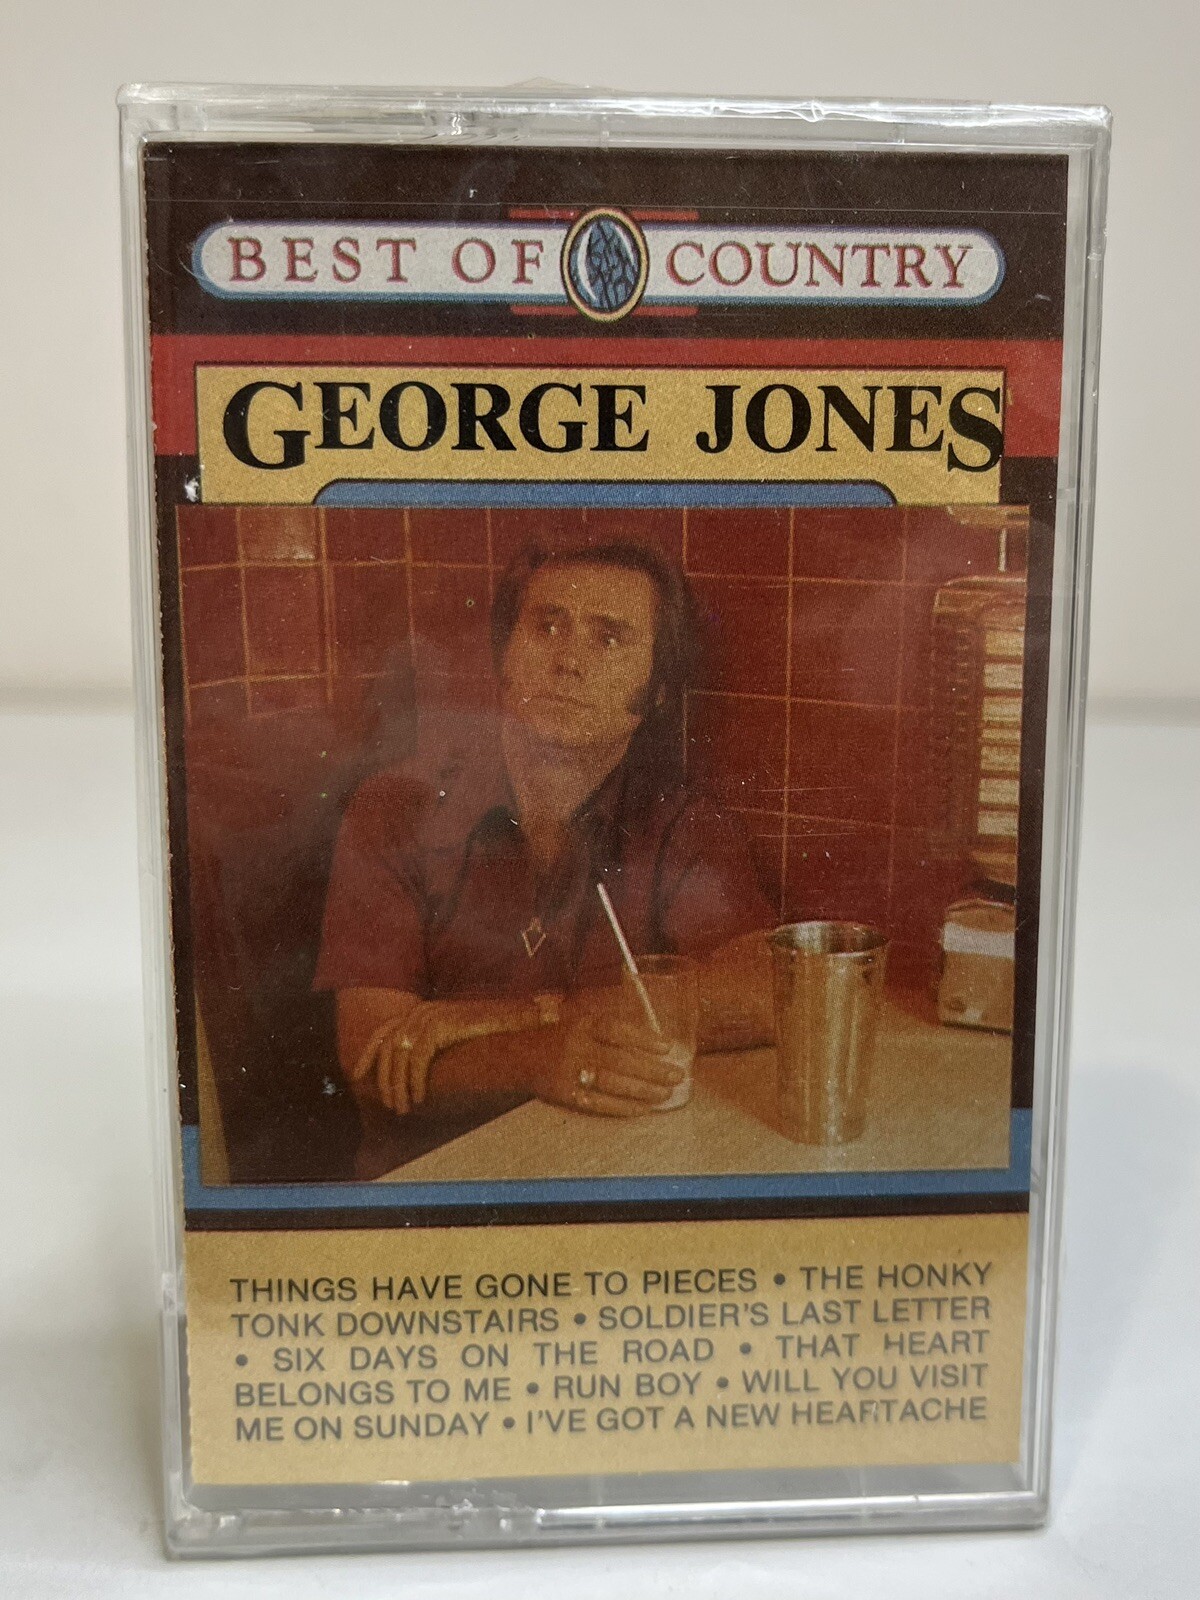 BEST OF COUNTRY
GEORGE JONES
THINGS HAVE GONE TO PIECES • THE HONKY
TONK DOWNSTAIRS • SOLDIER'S LAST LETTER
• SIX DAYS ON THE ROAD • THAT HEART
BELONGS TO ME • RUN BOY • WILL YOU VISIT
ME ON SUNDAY • I'VE GOT A NEW HEARTACHE